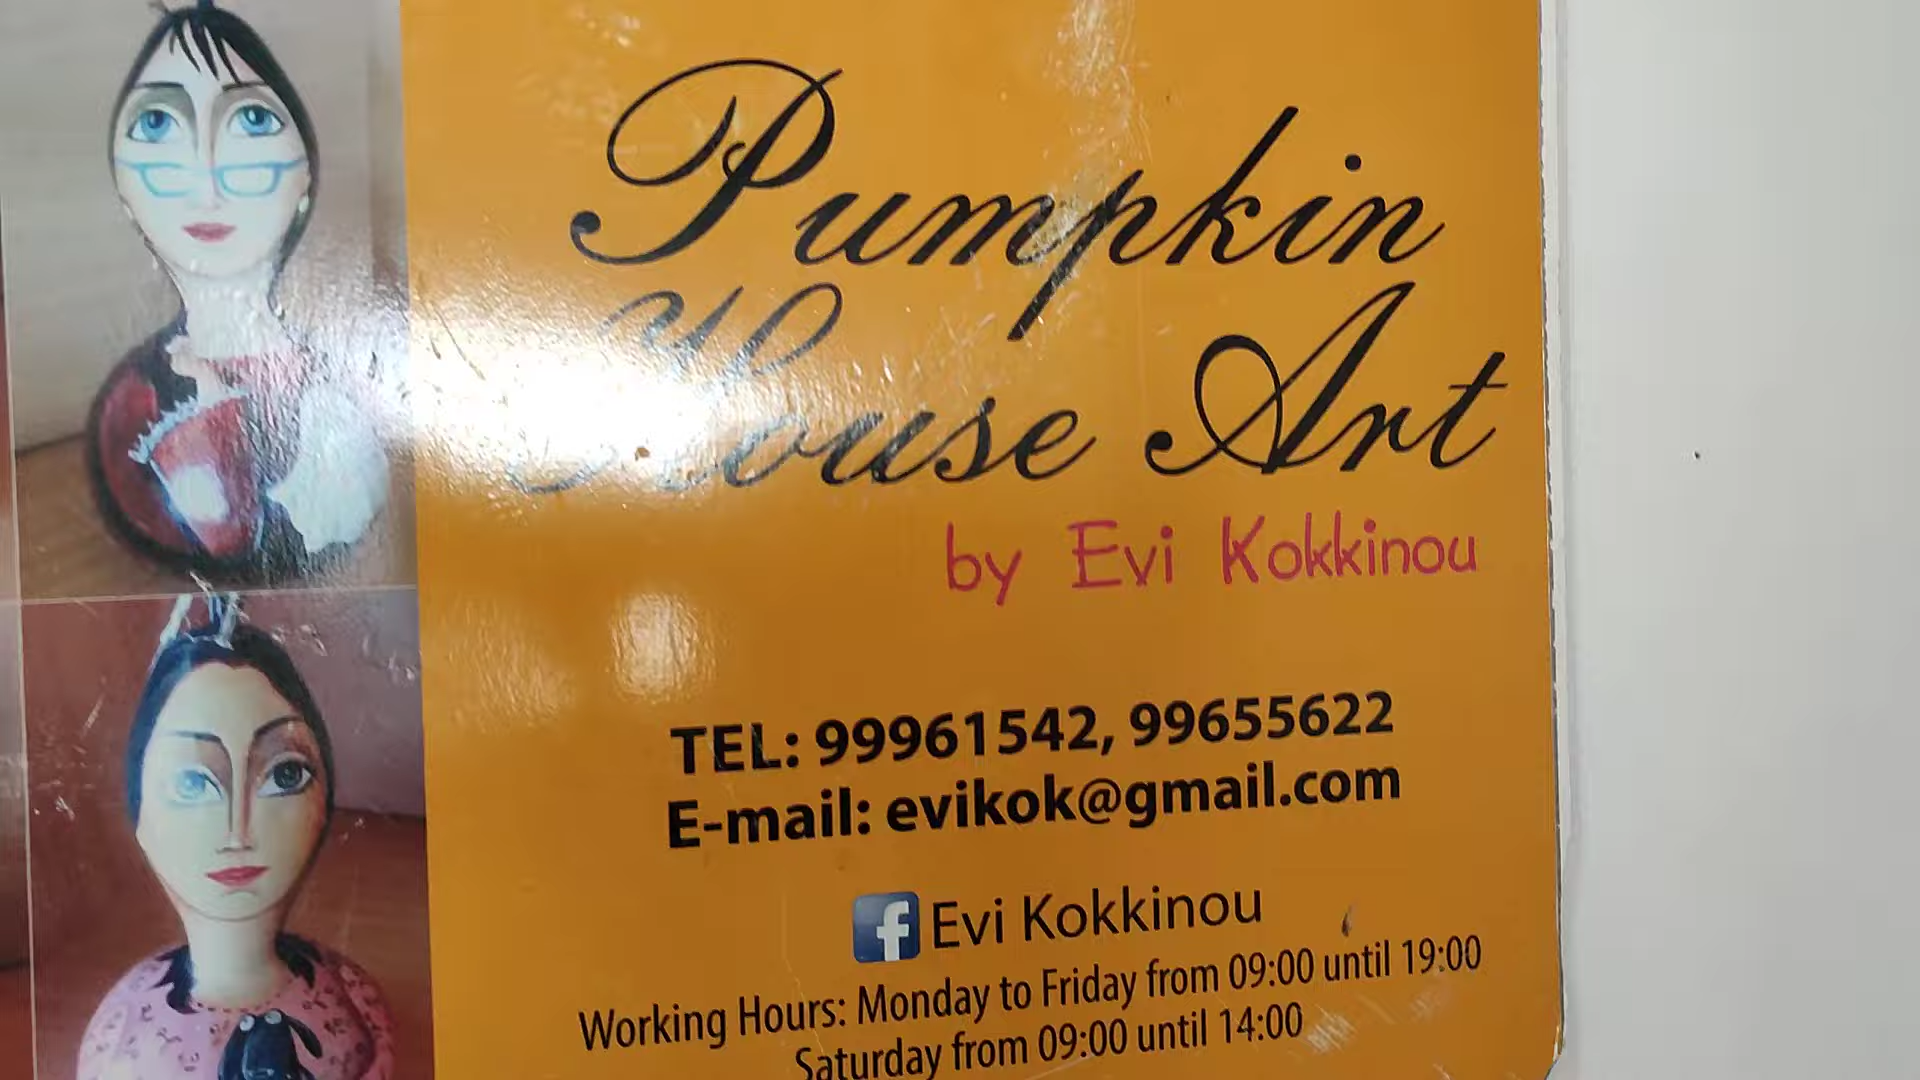 Pumpkin
House Art
by Evi Kokkinou
TEL: 99961542, 99655622
E-mail: evikok@gmail.com
f Evi Kokkinou
Working Hours: Monday to Friday from 09:00 until 19:00
Saturday from 09:00 until 14:00